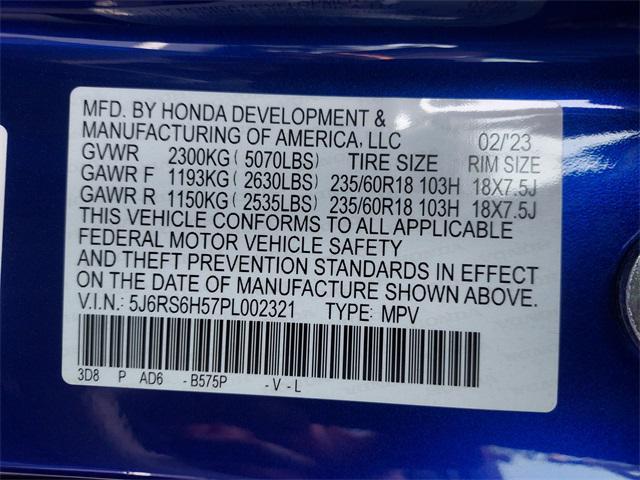 MFD. BY HONDA DEVELOPMENT &
MANUFACTURING OF AMERICA, LLC 02/'23
GVWR 2300KG ( 5070LBS) TIRE SIZE RIM SIZE
GAWR F 1193KG ( 2630LBS) 235/60R18 103H 18X7.5J
GAWR R 1150KG ( 2535LBS) 235/60R18 103H 18X7.5J
THIS VEHICLE CONFORMS TO ALL APPLICABLE
FEDERAL MOTOR VEHICLE SAFETY
AND THEFT PREVENTION STANDARDS IN EFFECT
ON THE DATE OF MANUFACTURE SHOWN ABOVE.
V.I.N.: 5J6RS6H57PL002321 TYPE: MPV
3D8 P AD6 - B575P - V - L